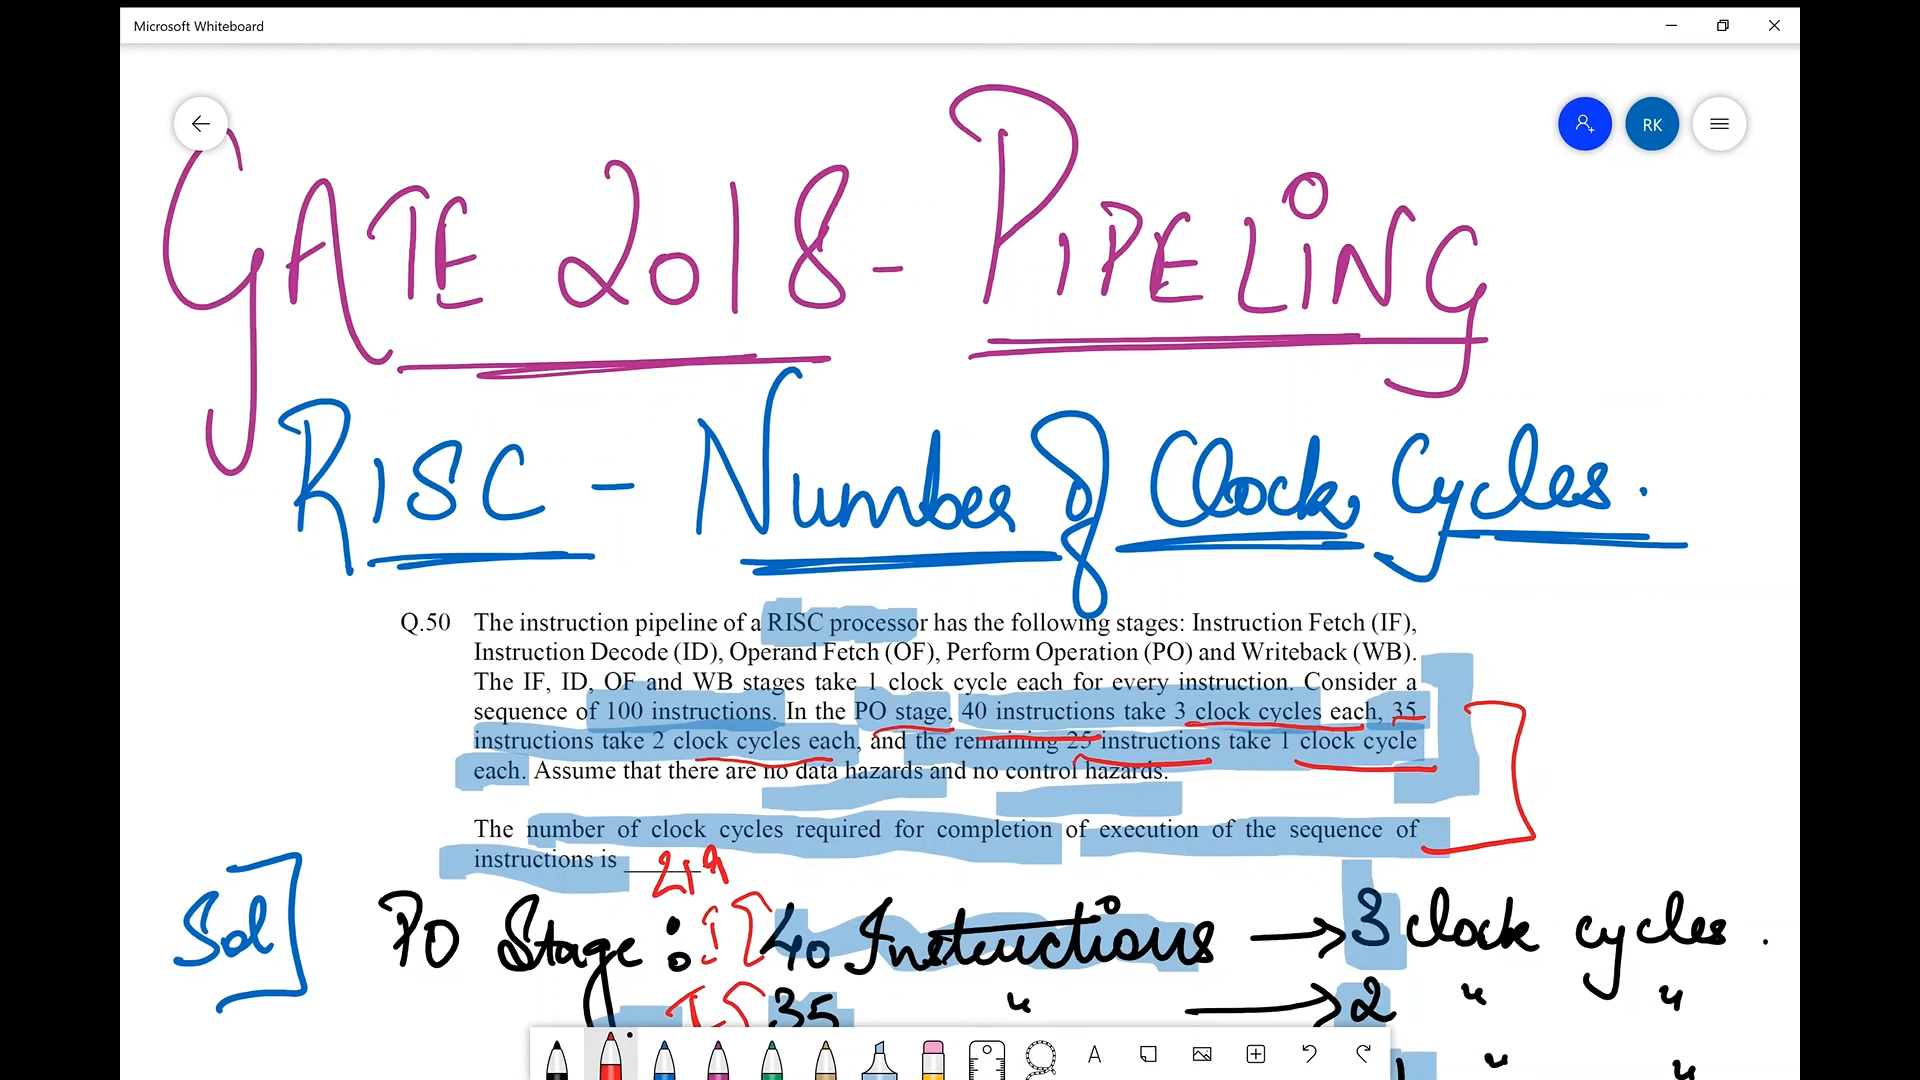 Microsoft Whiteboard
RK
GATE 2018- PIPELING
RISC - Number of Clock Cycles.
Q.50 The instruction pipeline of a RISC processor has the following stages: Instruction Fetch (IF),
Instruction Decode (ID), Operand Fetch (OF), Perform Operation (PO) and Writeback (WB).
The IF, ID, OF and WB stages take 1 clock cycle each for every instruction. Consider a
sequence of 100 instructions. In the PO stage, 40 instructions take 3 clock cycles each, 35
instructions take 2 clock cycles each, and the remaining 25 instructions take 1 clock cycle
each. Assume that there are no data hazards and no control hazards.
The number of clock cycles required for completion of execution of the sequence of
instructions is ______
219
Sol PO Stage : 40 Instructions → 3 clock cycles.
35 " → 2 " "
" "
A